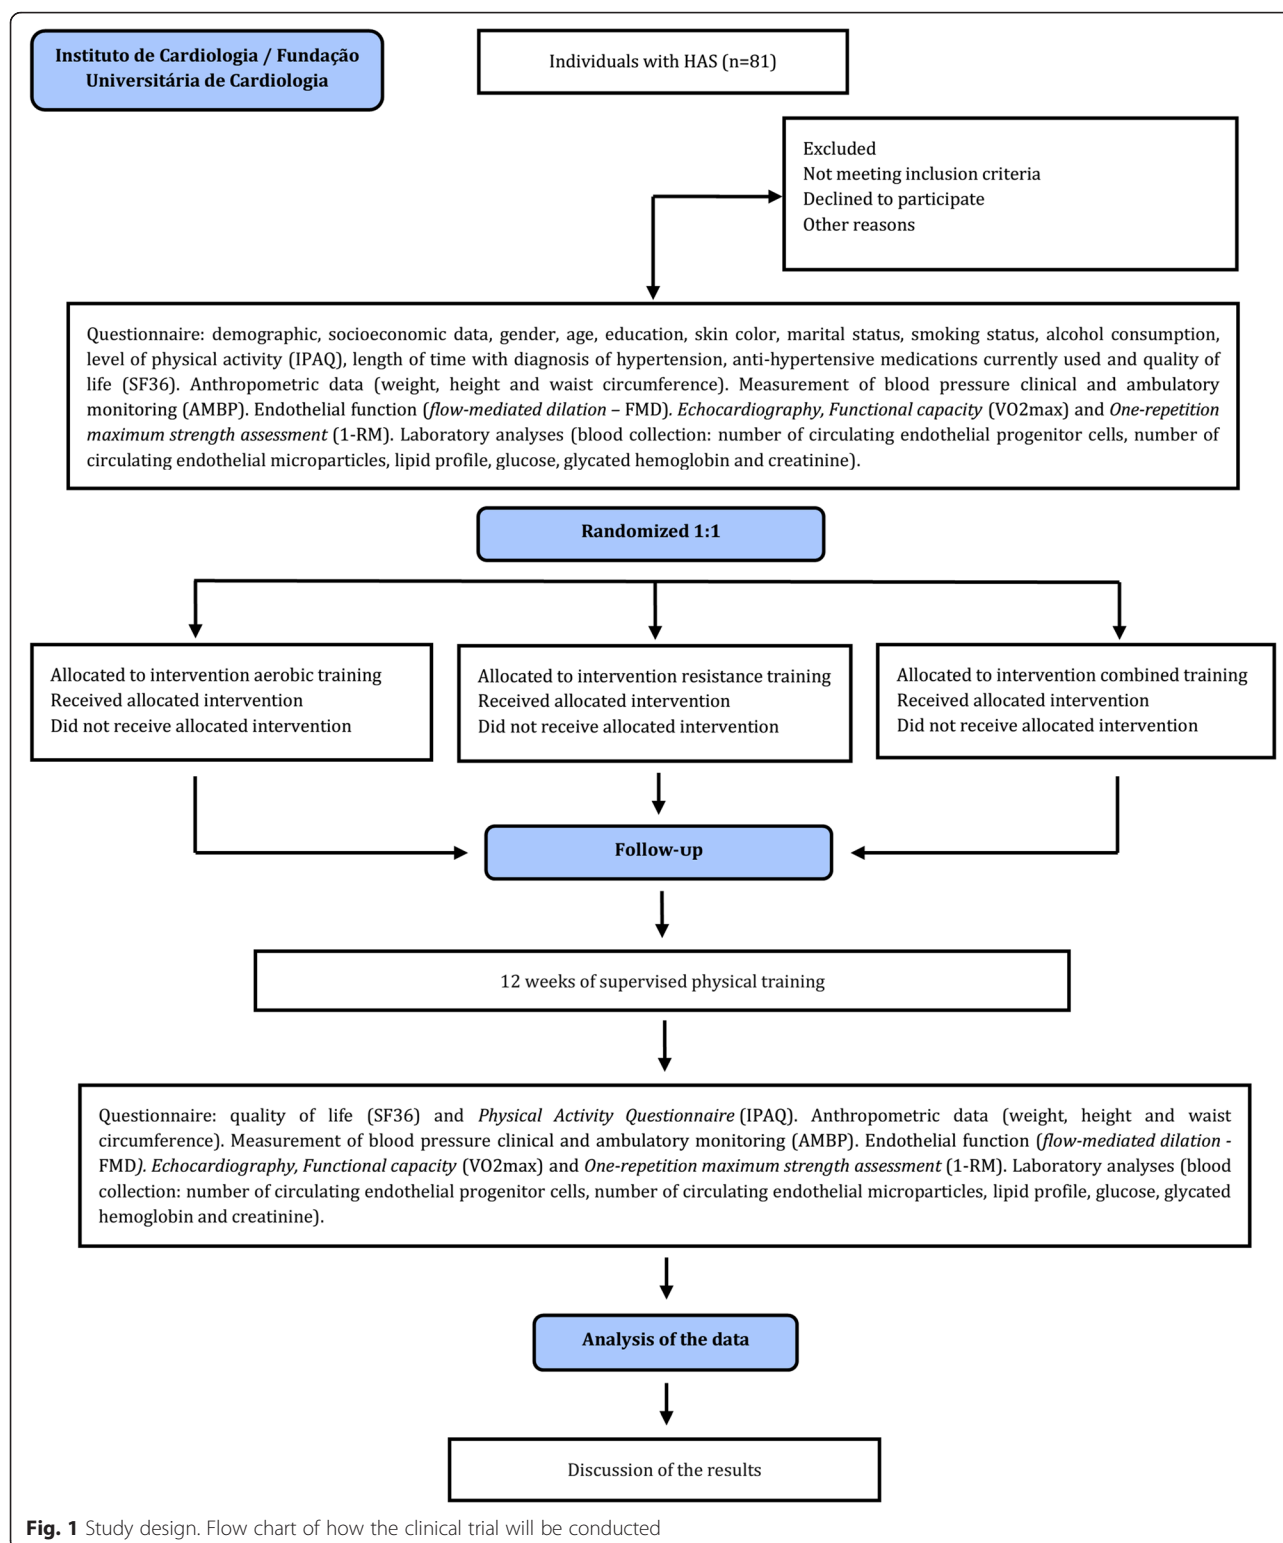 Instituto de Cardiologia / Fundação
Universitária de Cardiologia
Individuals with HAS (n=81)
Excluded
Not meeting inclusion criteria
Declined to participate
Other reasons
Questionnaire: demographic, socioeconomic data, gender, age, education, skin color, marital status, smoking status, alcohol consumption,
level of physical activity (IPAQ), length of time with diagnosis of hypertension, anti-hypertensive medications currently used and quality of
life (SF36). Anthropometric data (weight, height and waist circumference). Measurement of blood pressure clinical and ambulatory
monitoring (AMBP). Endothelial function (flow-mediated dilation – FMD). Echocardiography, Functional capacity (VO2max) and One-repetition
maximum strength assessment (1-RM). Laboratory analyses (blood collection: number of circulating endothelial progenitor cells, number of
circulating endothelial microparticles, lipid profile, glucose, glycated hemoglobin and creatinine).
Randomized 1:1
Allocated to intervention aerobic training
Received allocated intervention
Did not receive allocated intervention
Allocated to intervention resistance training
Received allocated intervention
Did not receive allocated intervention
Allocated to intervention combined training
Received allocated intervention
Did not receive allocated intervention
Follow-up
12 weeks of supervised physical training
Questionnaire: quality of life (SF36) and Physical Activity Questionnaire (IPAQ). Anthropometric data (weight, height and waist
circumference). Measurement of blood pressure clinical and ambulatory monitoring (AMBP). Endothelial function (flow-mediated dilation -
FMD). Echocardiography, Functional capacity (VO2max) and One-repetition maximum strength assessment (1-RM). Laboratory analyses (blood
collection: number of circulating endothelial progenitor cells, number of circulating endothelial microparticles, lipid profile, glucose, glycated
hemoglobin and creatinine).
Analysis of the data
Discussion of the results
Fig. 1 Study design. Flow chart of how the clinical trial will be conducted